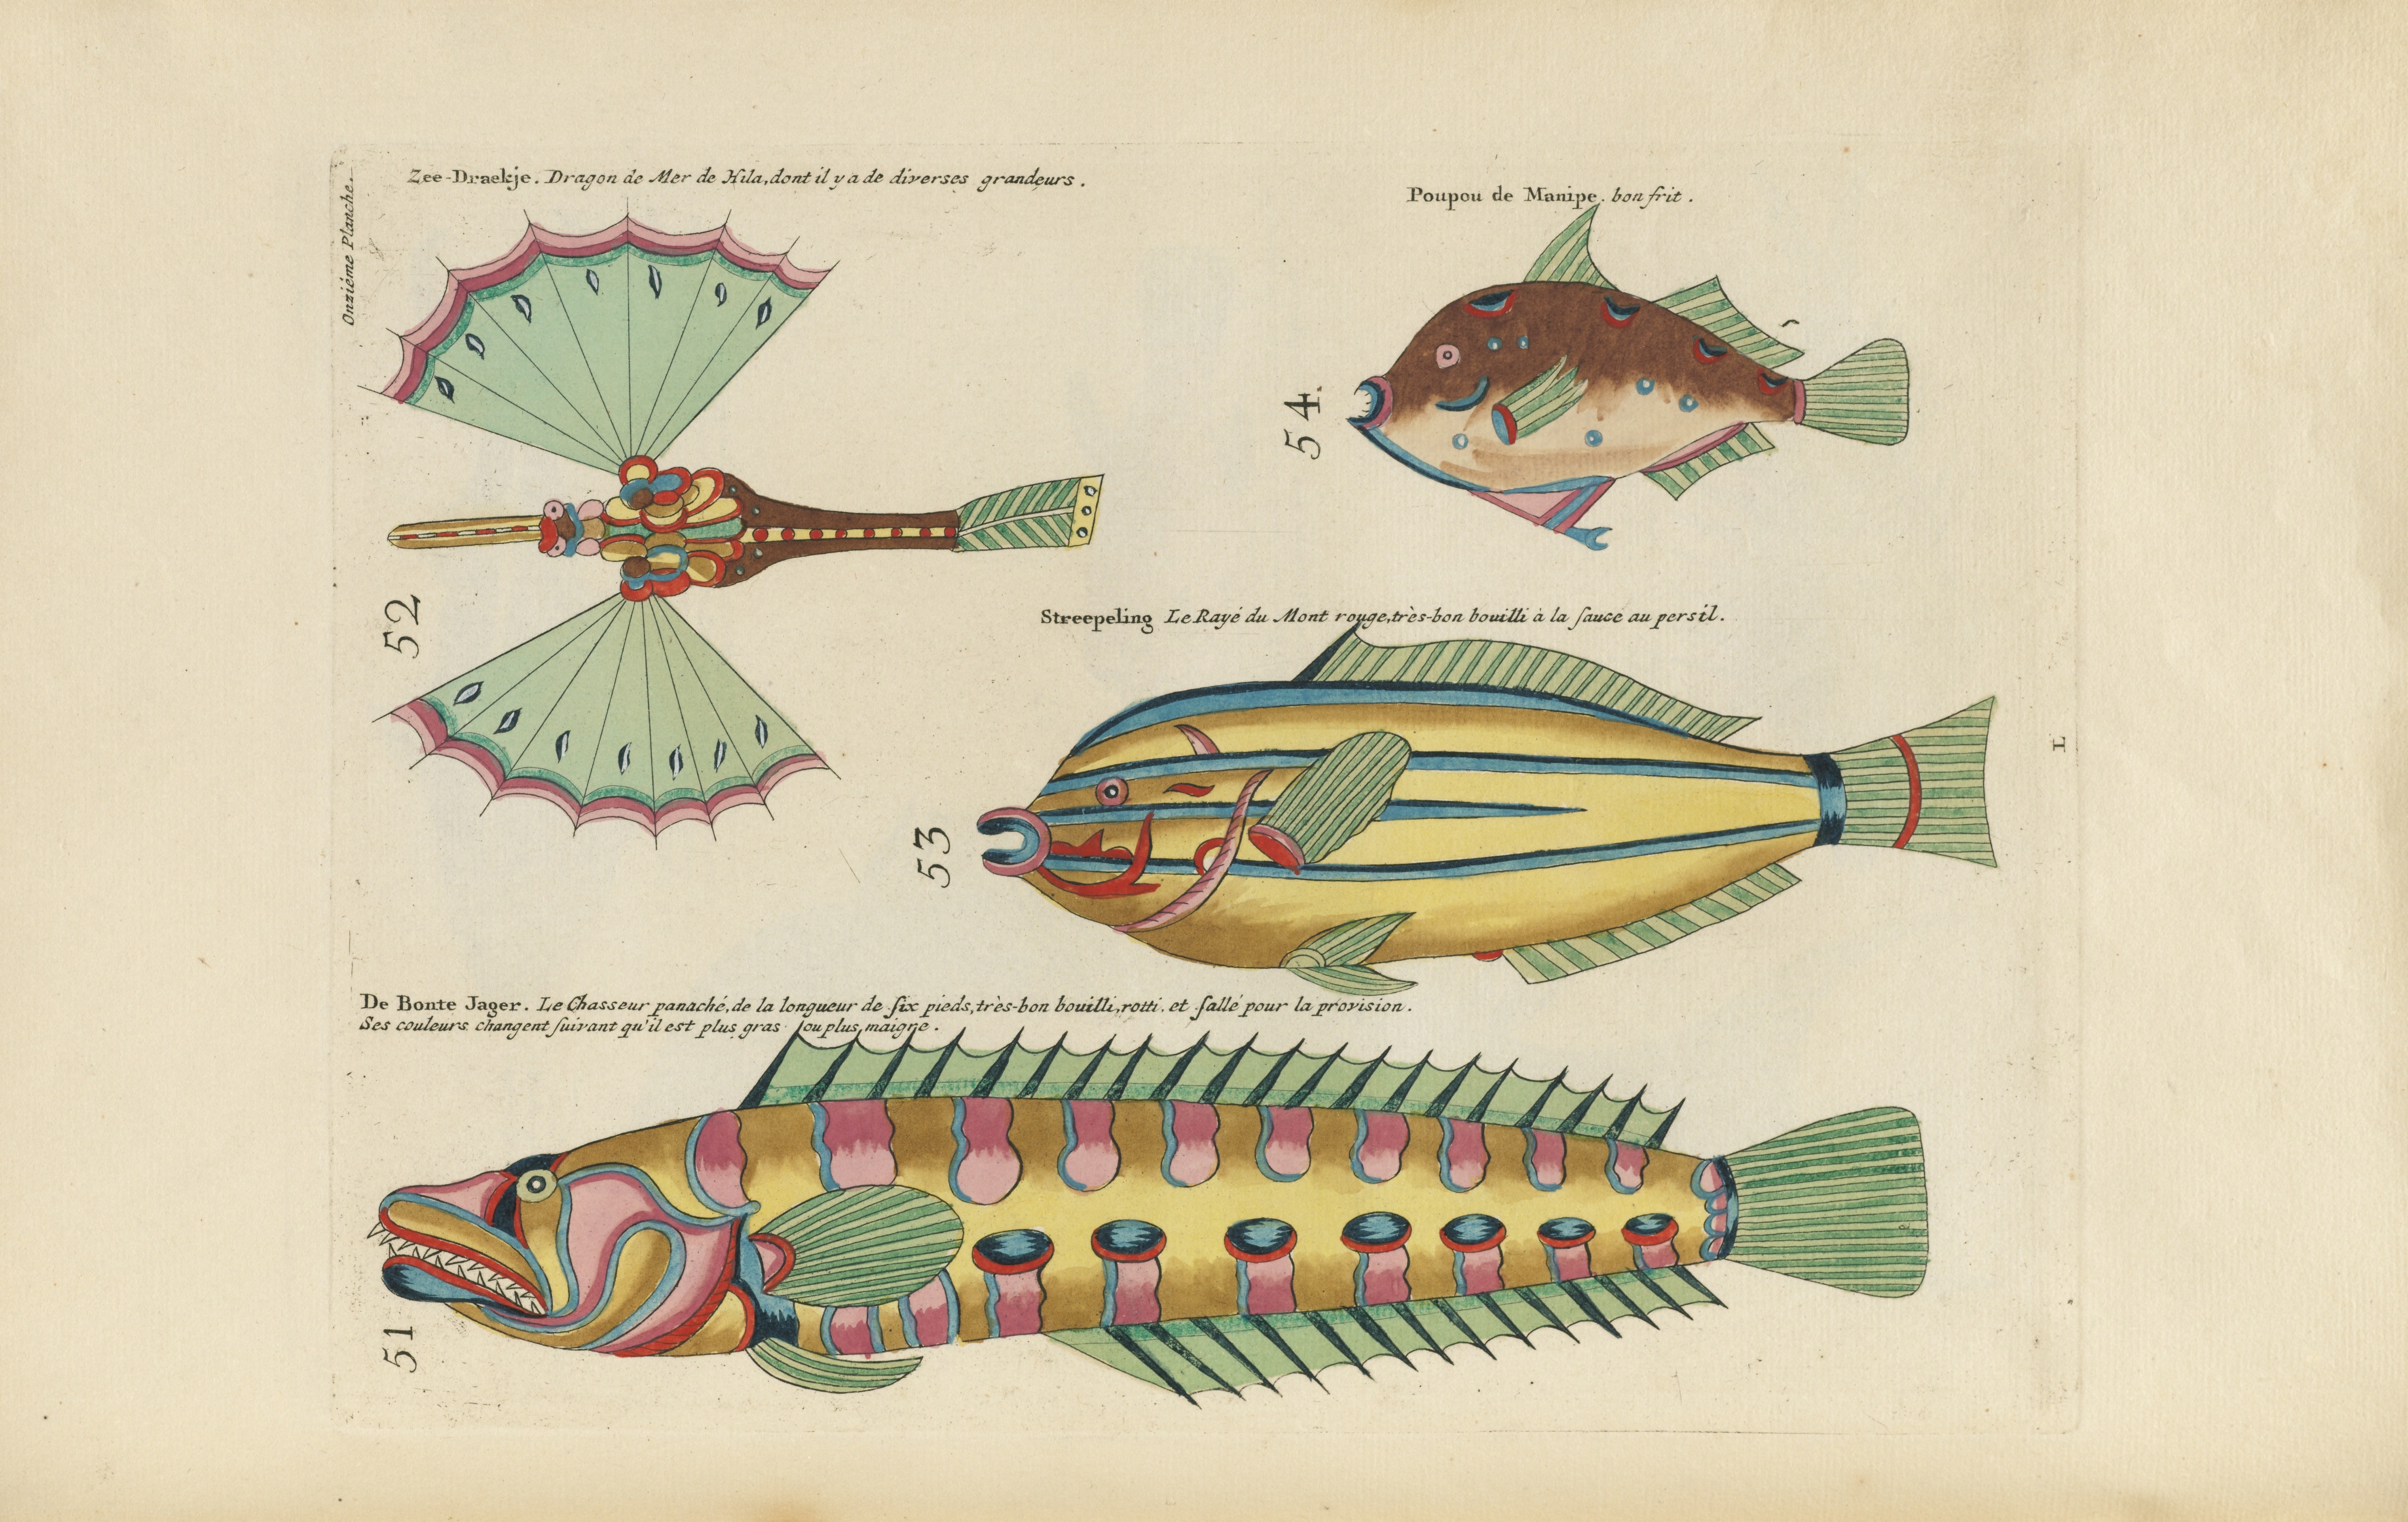 Onziéme Planche.
Zee-Draekje. Dragon de Mer de Hila, dont il y a de diverses grandeurs.
Poupou de Manipe. bon frit.
54.
52
Streepeling Le Rayé du Mont rouge, très-bon bouilli à la ſauce au persil.
L
53
De Bonte Jager. Le Chasseur panaché, de la longueur de ſix pieds, très-bon bouilli, rotti. et ſallé pour la provision.
Ses couleurs changent ſuivant qu'il est plus gras ou plus maigre.
51